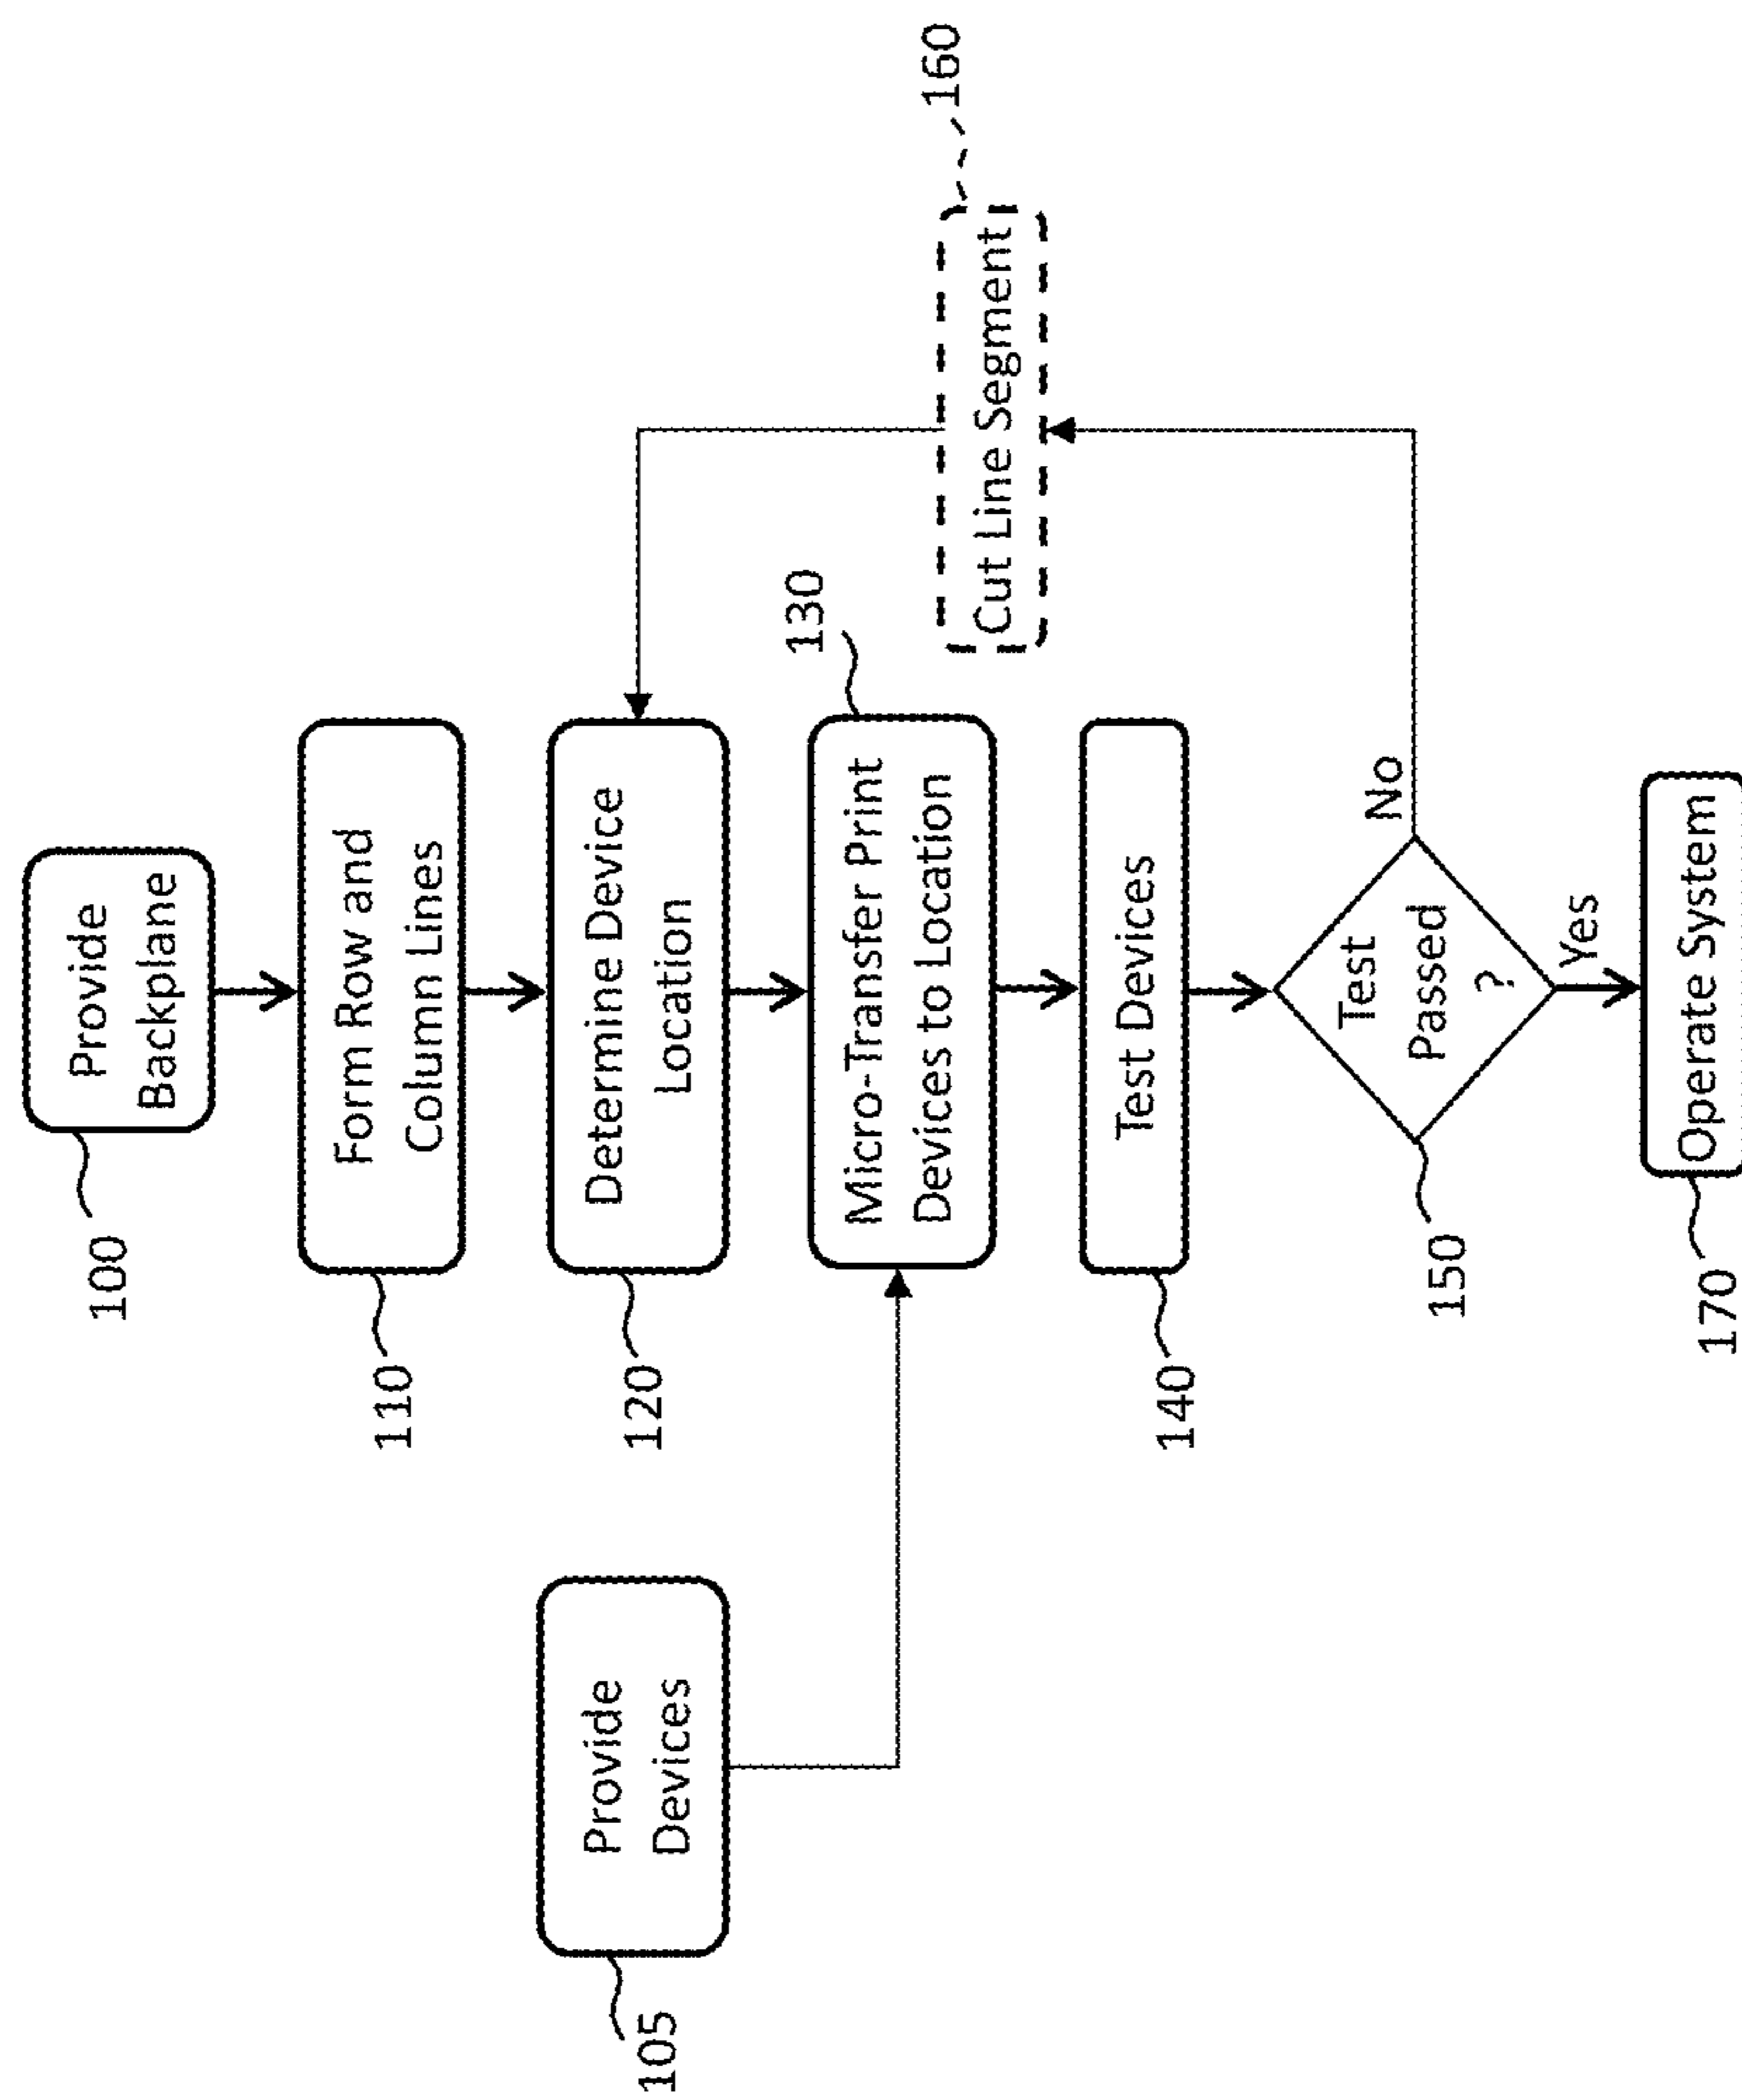 100
Provide
Backplane
110
Form Row and
Column Lines
105
Provide
Devices
120
Determine Device
Location
130
Micro-Transfer Print
Devices to Location
140
Test Devices
160
Cut Line Segment
150
Test
Passed
?
No
Yes
170
Operate System